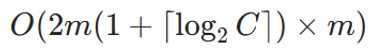 O(2m(1 + ⌈log₂ C⌉) × m)